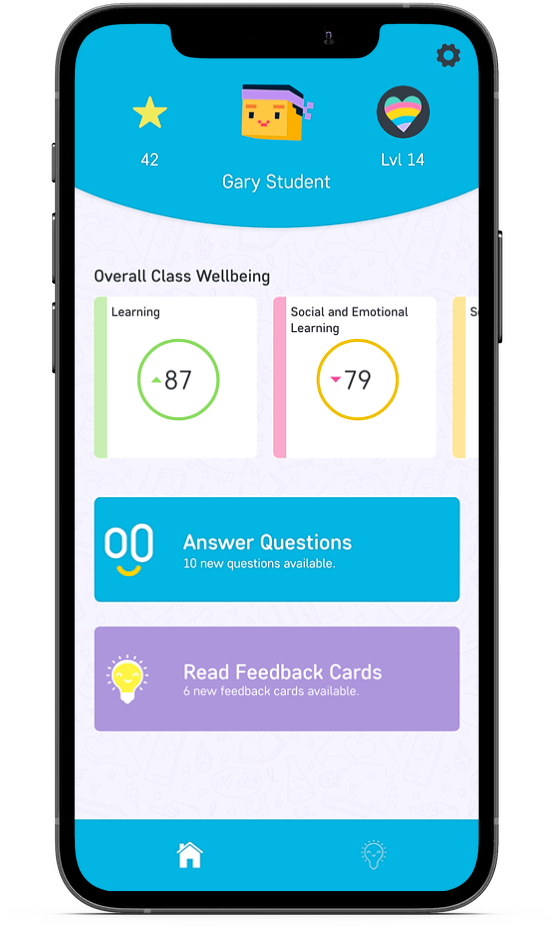 42
Lvl 14
Gary Student
Overall Class Wellbeing
Learning
Social and Emotional
Learning
87
79
Answer Questions
10 new questions available.
Read Feedback Cards
6 new feedback cards available.